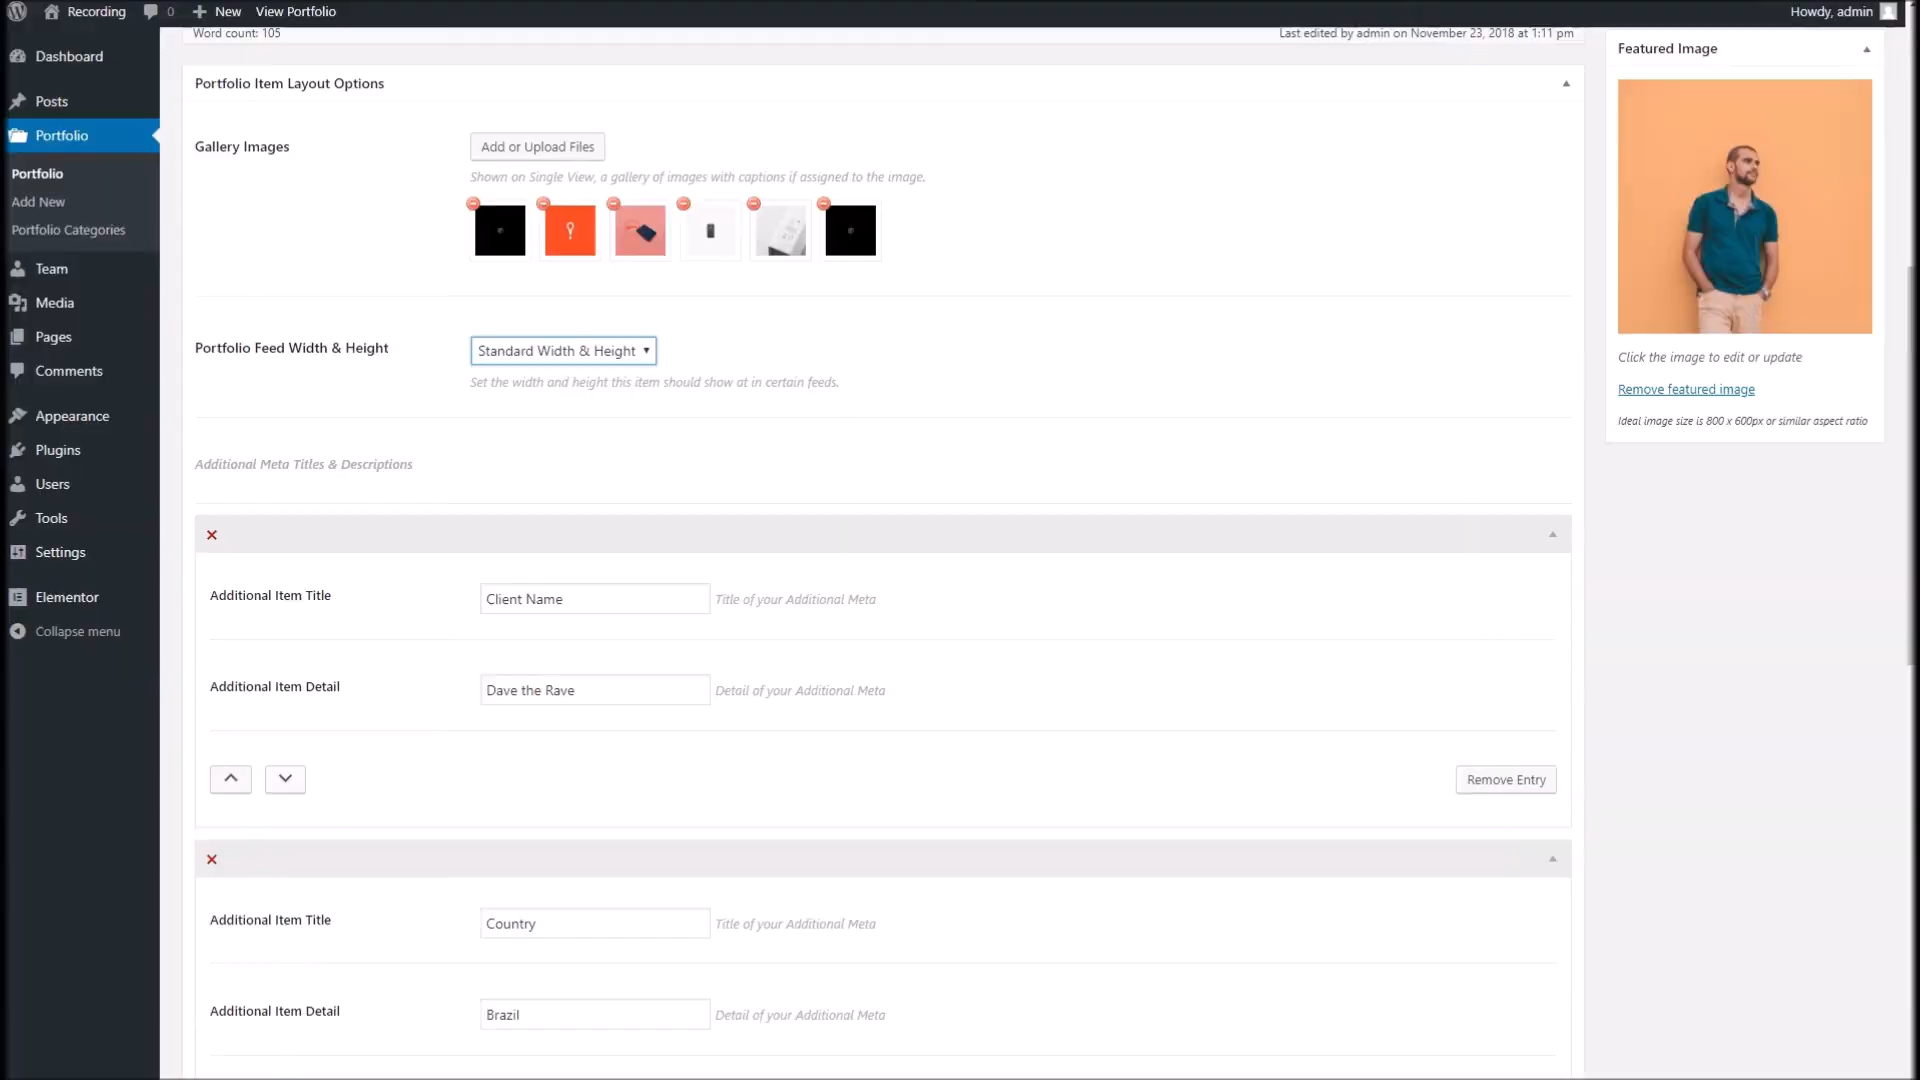 Recording
0
New
View Portfolio
Howdy, admin
Dashboard
Posts
Portfolio
Portfolio
Add New
Portfolio Categories
Team
Media
Pages
Comments
Appearance
Plugins
Users
Tools
Settings
Elementor
Collapse menu
Word count: 105
Last edited by admin on November 23, 2018 at 1:11 pm
Portfolio Item Layout Options
Gallery Images
Add or Upload Files
Shown on Single View, a gallery of images with captions if assigned to the image.
Portfolio Feed Width & Height
Standard Width & Height
Set the width and height this item should show at in certain feeds.
Additional Meta Titles & Descriptions
Additional Item Title
Client Name
Title of your Additional Meta
Additional Item Detail
Dave the Rave
Detail of your Additional Meta
Remove Entry
Additional Item Title
Country
Title of your Additional Meta
Additional Item Detail
Brazil
Detail of your Additional Meta
Featured Image
Click the image to edit or update
Remove featured image
Ideal image size is 800 x 600px or similar aspect ratio